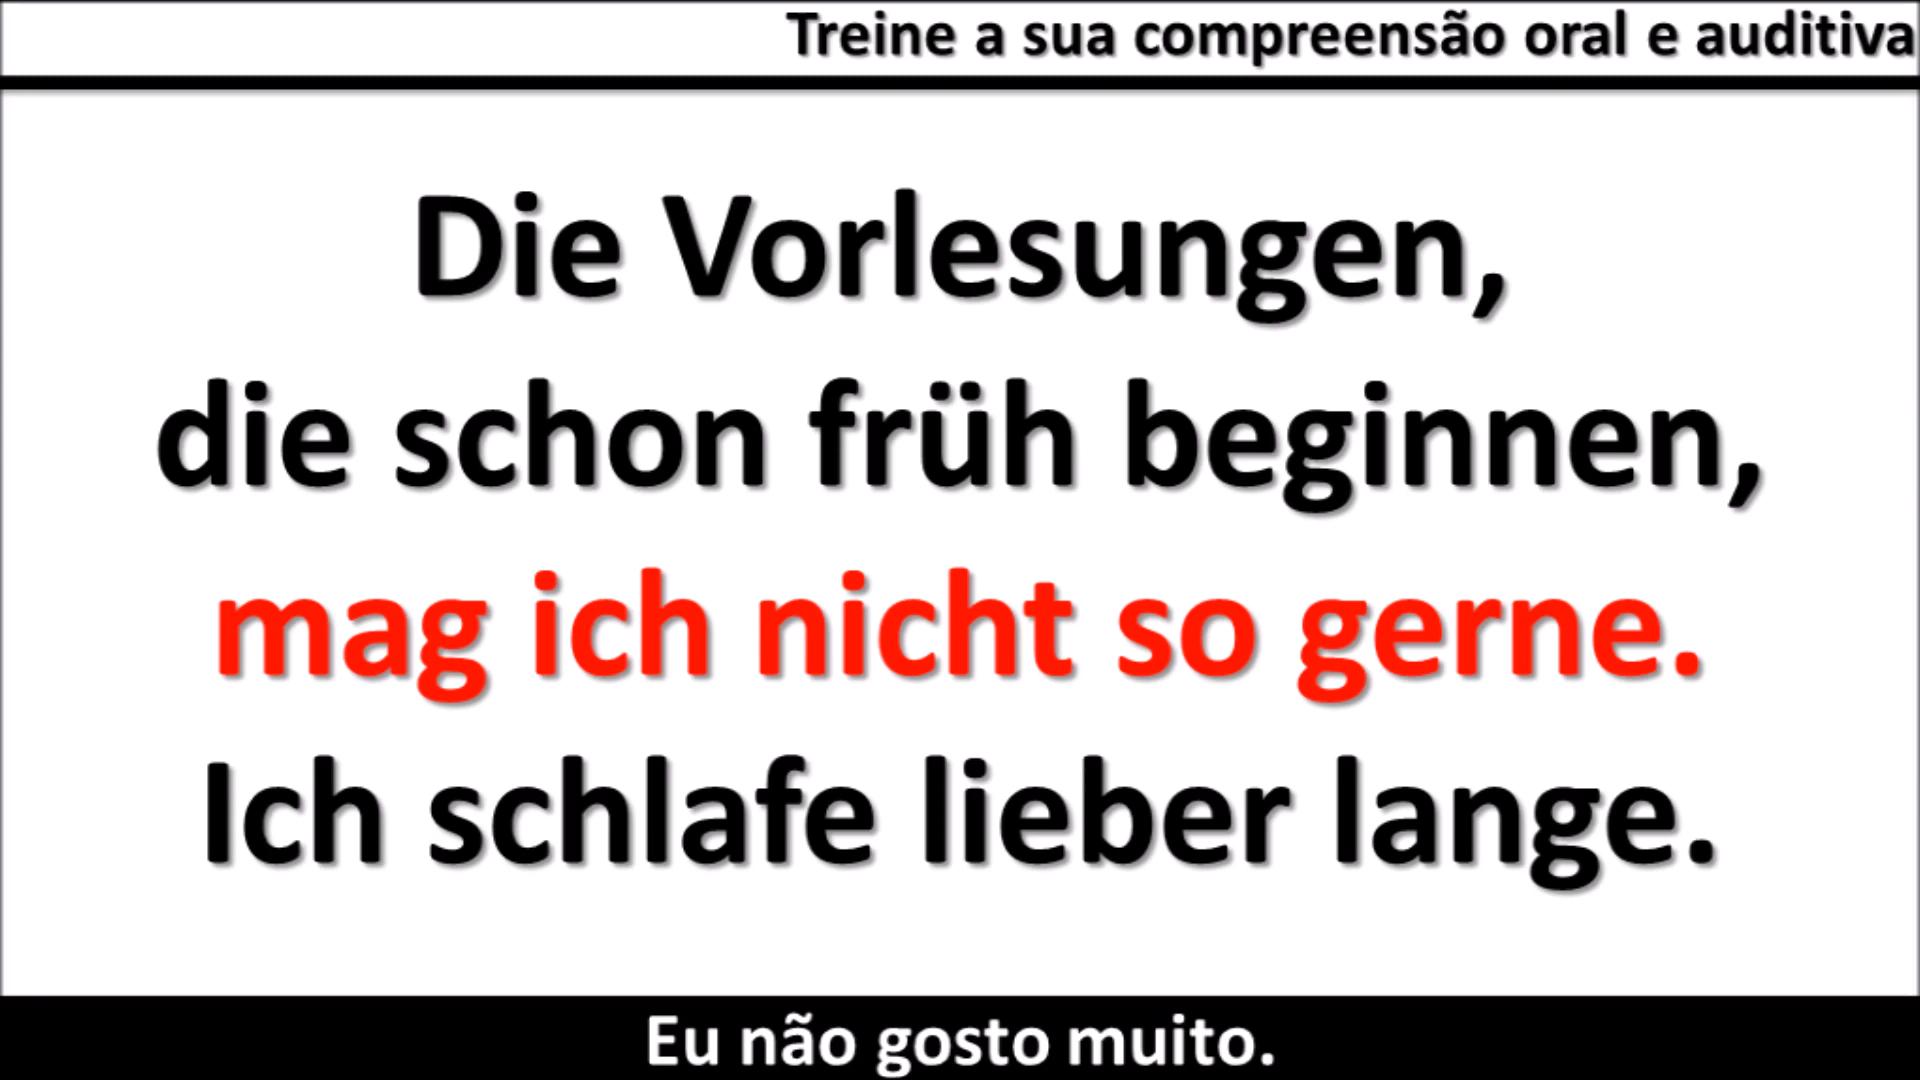 Treine a sua compreensão oral e auditiva
Die Vorlesungen,
die schon früh beginnen,
mag ich nicht so gerne.
Ich schlafe lieber lange.
Eu não gosto muito.